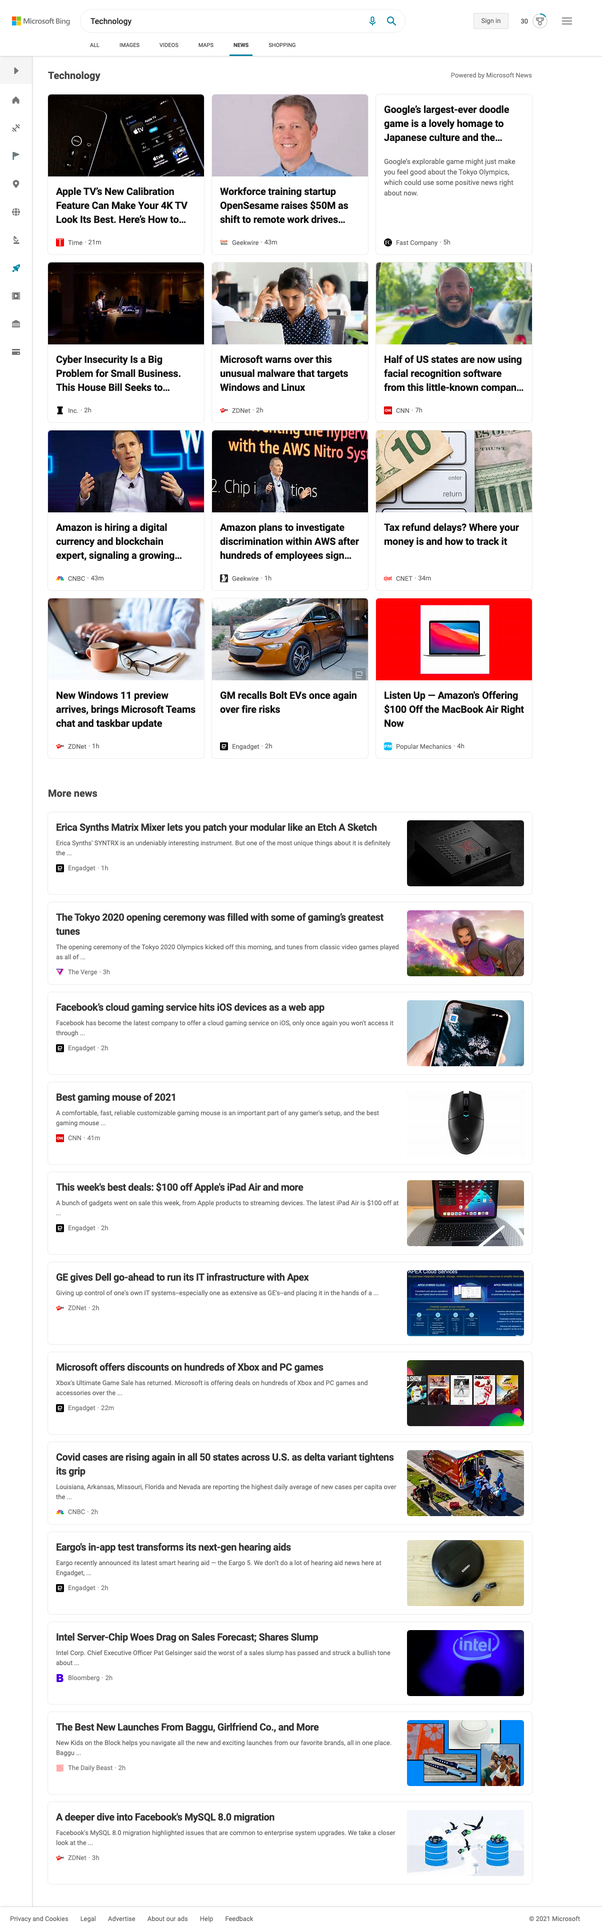 Microsoft Bing
Technology
Sign in
30
ALL
IMAGES
VIDEOS
MAPS
NEWS
SHOPPING
Technology
Powered by Microsoft News
Apple TV's New Calibration
Feature Can Make Your 4K TV
Look Its Best. Here's How to...
Time · 21m
Workforce training startup
OpenSesame raises $50M as
shift to remote work drives...
Geekwire · 43m
Google's largest-ever doodle
game is a lovely homage to
Japanese culture and the...
Google's explorable game might just make
you feel good about the Tokyo Olympics,
which could use some positive news right
about now.
Fast Company · 5h
Cyber Insecurity Is a Big
Problem for Small Business.
This House Bill Seeks to...
Inc. · 2h
Microsoft warns over this
unusual malware that targets
Windows and Linux
ZDNet · 2h
Half of US states are now using
facial recognition software
from this little-known compan...
CNN · 7h
with the AWS Nitro Sys
2. Chip i
tions
10
enter
return
Amazon is hiring a digital
currency and blockchain
expert, signaling a growing...
CNBC · 43m
Amazon plans to investigate
discrimination within AWS after
hundreds of employees sign...
Geekwire · 1h
Tax refund delays? Where your
money is and how to track it
CNET · 34m
New Windows 11 preview
arrives, brings Microsoft Teams
chat and taskbar update
ZDNet · 1h
GM recalls Bolt EVs once again
over fire risks
Engadget · 2h
Listen Up — Amazon's Offering
$100 Off the MacBook Air Right
Now
Popular Mechanics · 4h
More news
Erica Synths Matrix Mixer lets you patch your modular like an Etch A Sketch
Erica Synths' SYNTRX is an undeniably interesting instrument. But one of the most unique things about it is definitely
the ...
Engadget · 1h
The Tokyo 2020 opening ceremony was filled with some of gaming's greatest
tunes
The opening ceremony of the Tokyo 2020 Olympics kicked off this morning, and tunes from classic video games played
as all of ...
The Verge · 3h
Facebook's cloud gaming service hits iOS devices as a web app
Facebook has become the latest company to offer a cloud gaming service on iOS, only once again you won't access it
through ...
Engadget · 2h
Best gaming mouse of 2021
A comfortable, fast, reliable customizable gaming mouse is an important part of any gamer's setup, and the best
gaming mouse ...
CNN · 41m
This week's best deals: $100 off Apple's iPad Air and more
A bunch of gadgets went on sale this week, from Apple products to streaming devices. The latest iPad Air is $100 off at
...
Engadget · 2h
GE gives Dell go-ahead to run its IT infrastructure with Apex
Giving up control of one's own IT systems--especially one as extensive as GE's--and placing it in the hands of a ...
ZDNet · 2h
APEX Cloud Services
Microsoft offers discounts on hundreds of Xbox and PC games
Xbox's Ultimate Game Sale has returned. Microsoft is offering deals on hundreds of Xbox and PC games and
accessories over the ...
Engadget · 22m
Covid cases are rising again in all 50 states across U.S. as delta variant tightens
its grip
Louisiana, Arkansas, Missouri, Florida and Nevada are reporting the highest daily average of new cases per capita over
the ...
CNBC · 2h
Eargo's in-app test transforms its next-gen hearing aids
Eargo recently announced its latest smart hearing aid — the Eargo 5. We don't do a lot of hearing aid news here at
Engadget, ...
Engadget · 2h
Intel Server-Chip Woes Drag on Sales Forecast; Shares Slump
Intel Corp. Chief Executive Officer Pat Gelsinger said the worst of a sales slump has passed and struck a bullish tone
about ...
Bloomberg · 2h
intel
The Best New Launches From Baggu, Girlfriend Co., and More
New Kids on the Block helps you navigate all the new and exciting launches from our favorite brands, all in one place.
Baggu ...
The Daily Beast · 2h
A deeper dive into Facebook's MySQL 8.0 migration
Facebook's MySQL 8.0 migration highlighted issues that are common to enterprise system upgrades. We take a closer
look at the ...
ZDNet · 3h
Privacy and Cookies
Legal
Advertise
About our ads
Help
Feedback
© 2021 Microsoft